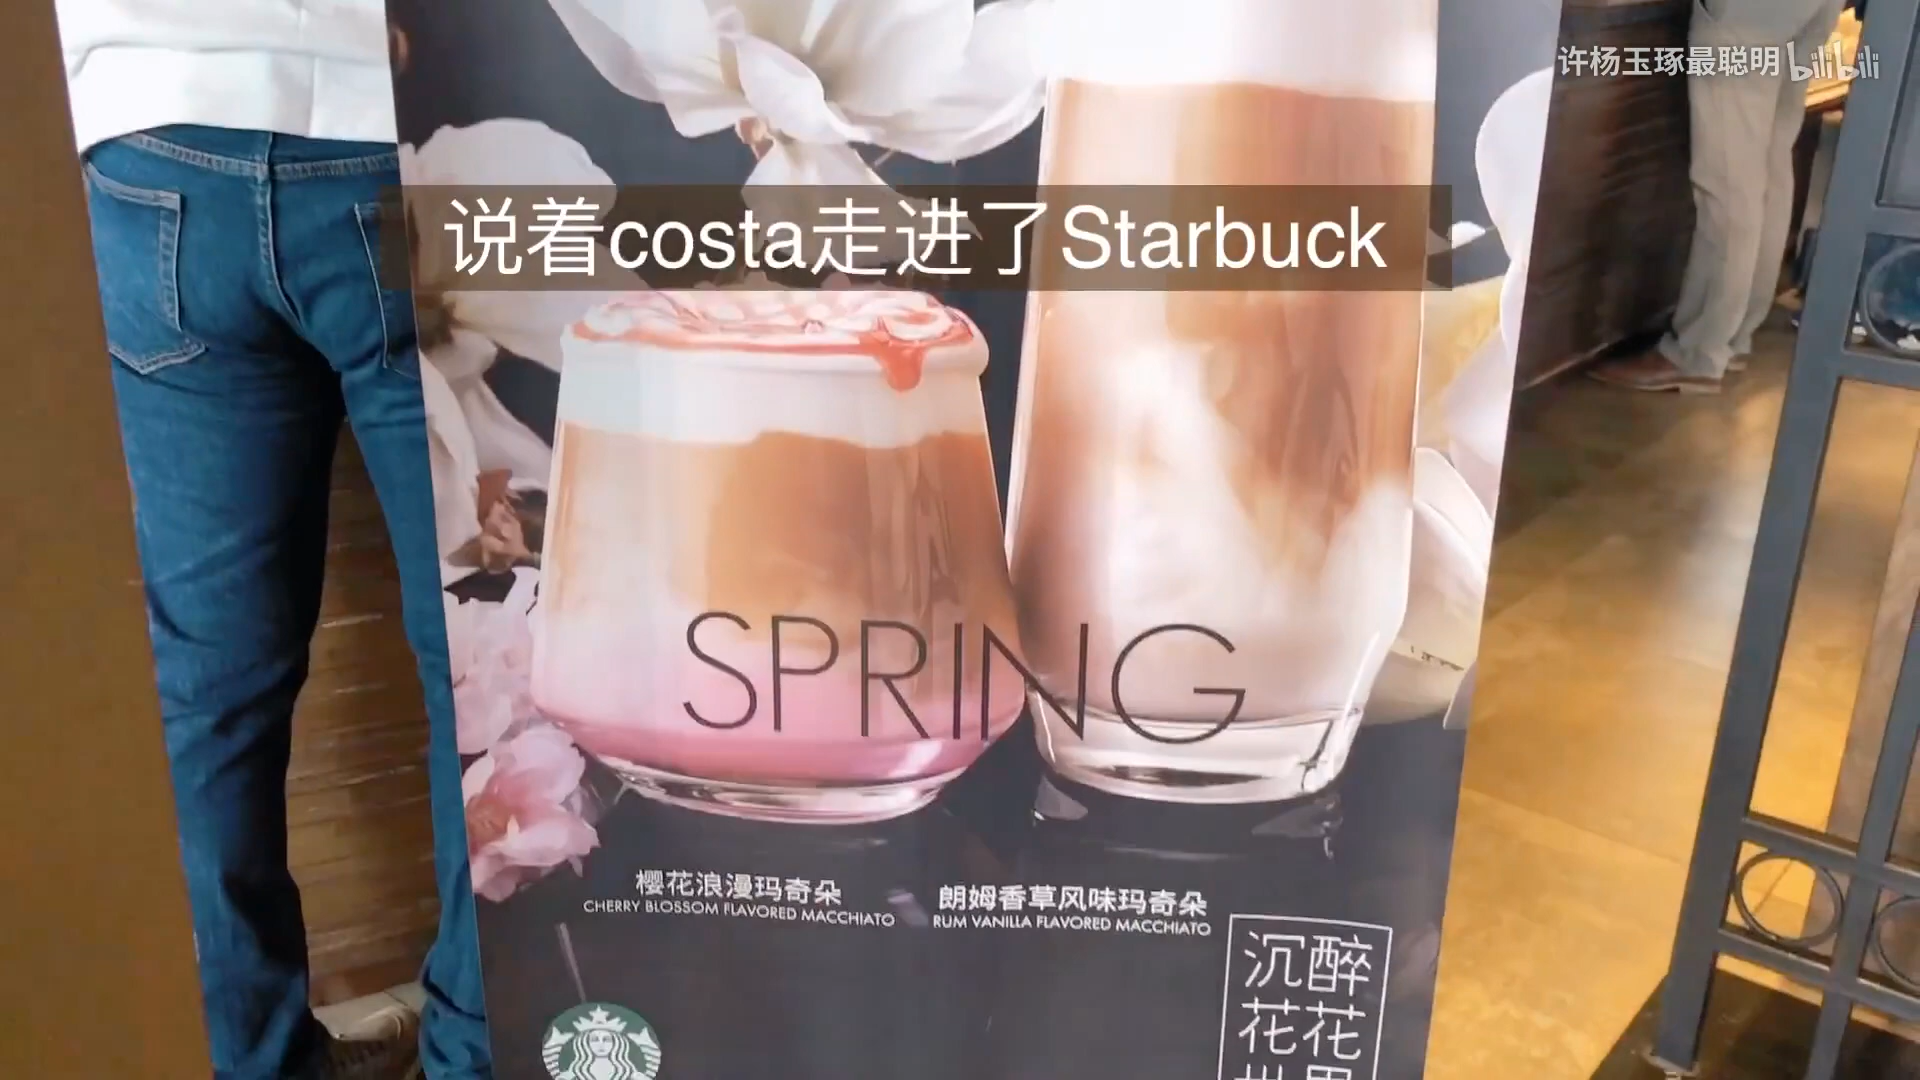 许杨玉琢最聪明 bilibili
说着costa走进了Starbuck
SPRING
樱花浪漫玛奇朵
CHERRY BLOSSOM FLAVORED MACCHIATO
朗姆香草风味玛奇朵
RUM VANILLA FLAVORED MACCHIATO
沉醉
花花